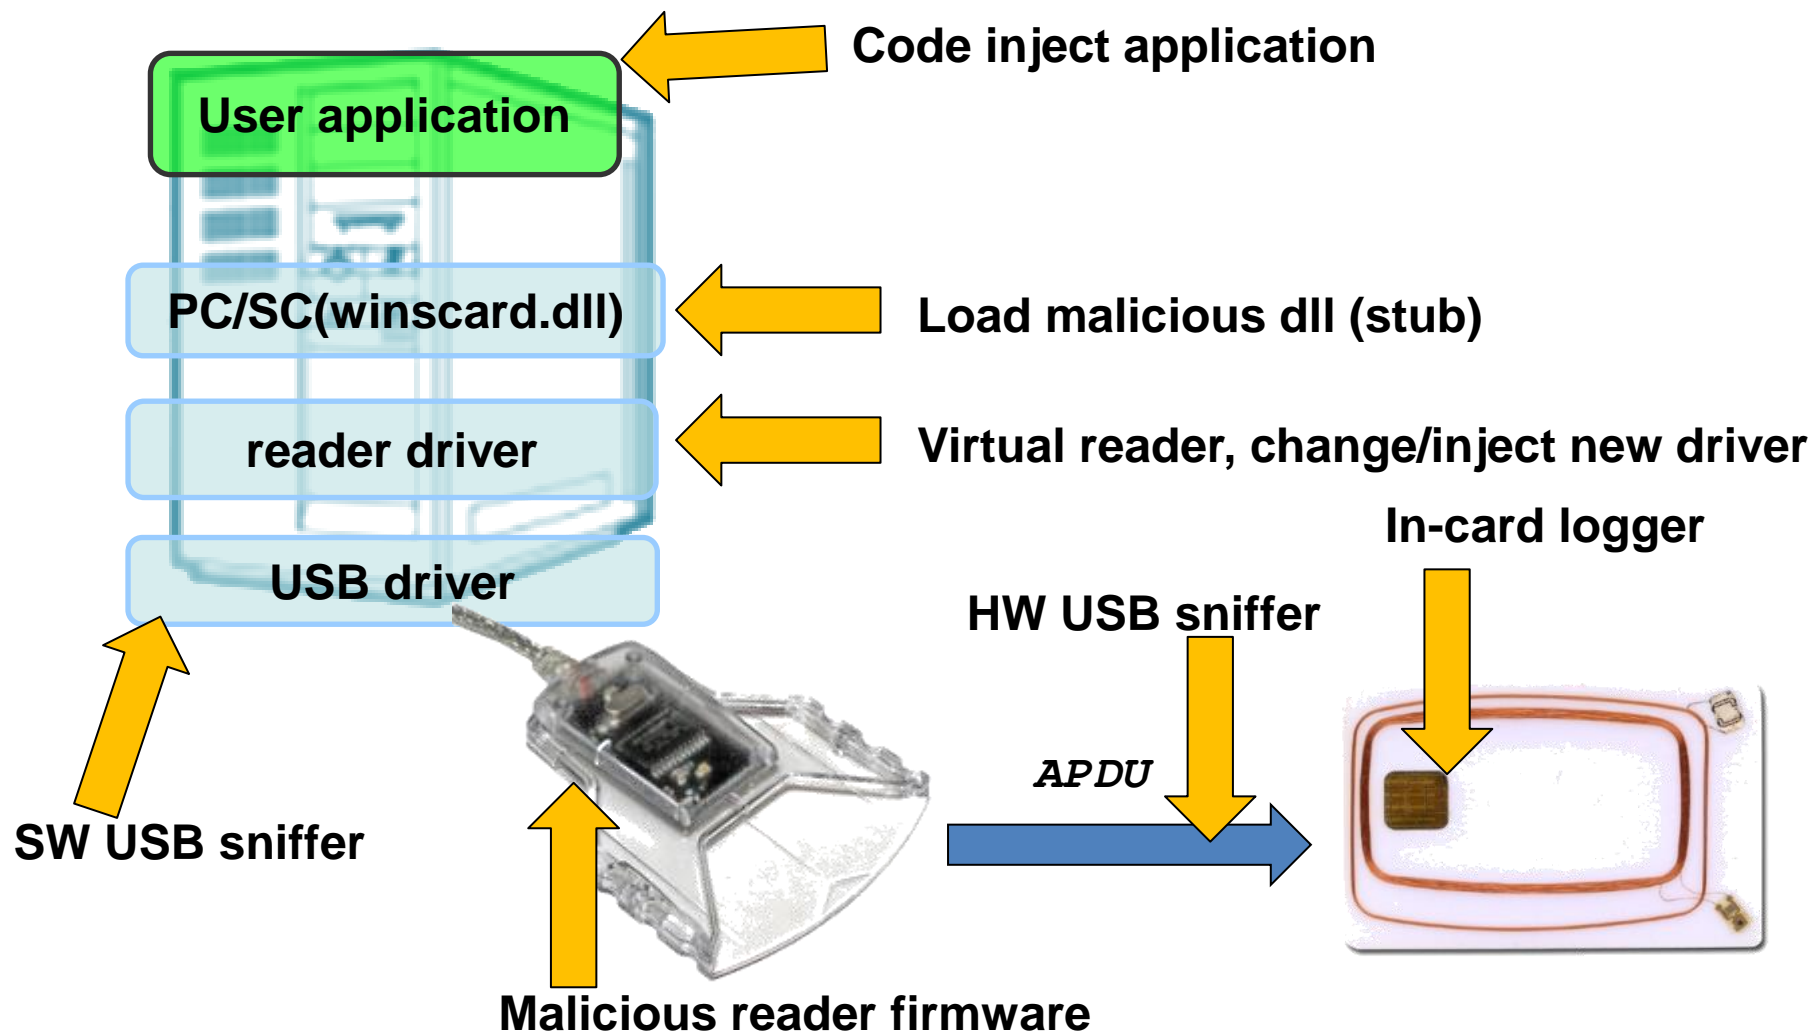 Code inject application
User application
PC/SC(winscard.dll)
Load malicious dll (stub)
reader driver
Virtual reader, change/inject new driver
In-card logger
USB driver
HW USB sniffer
APDU
SW USB sniffer
Malicious reader firmware